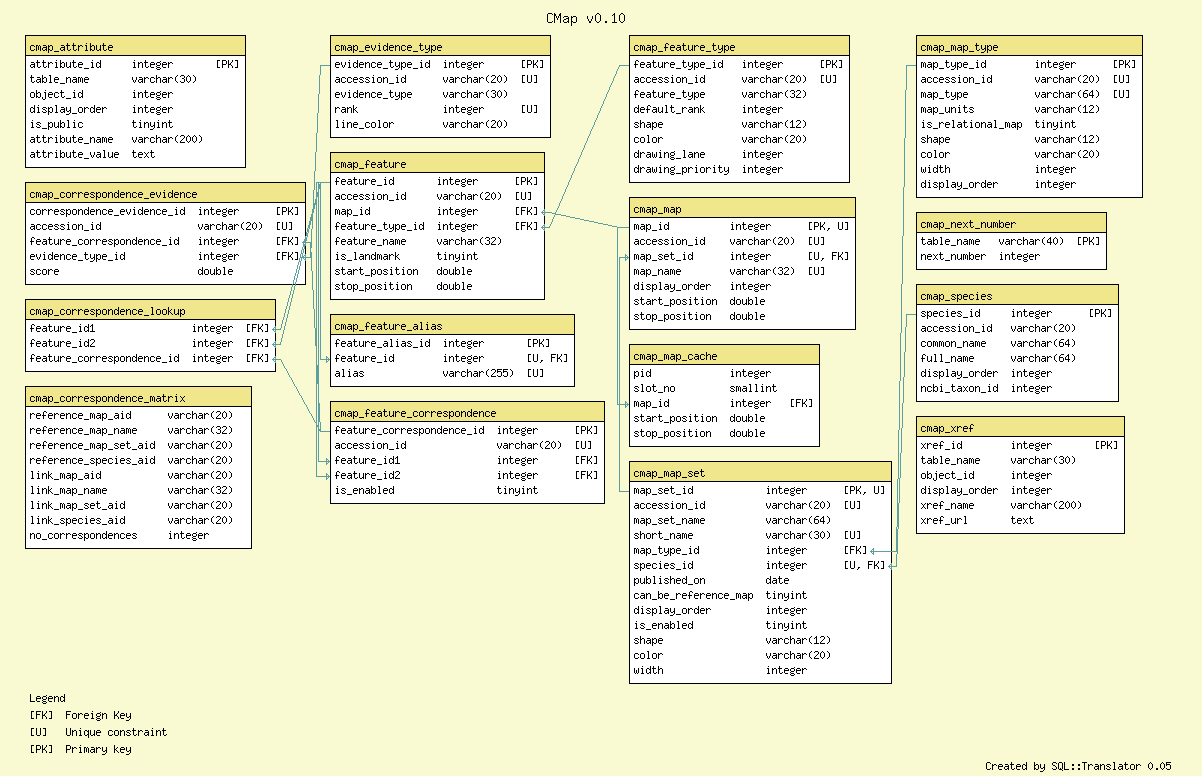 CMap v0.10
cmap_attribute
attribute_id integer [PK]
table_name varchar(30)
object_id integer
display_order integer
is_public tinyint
attribute_name varchar(200)
attribute_value text
cmap_correspondence_evidence
correspondence_evidence_id integer [PK]
accession_id varchar(20) [U]
feature_correspondence_id integer [FK]
evidence_type_id integer [FK]
score double
cmap_correspondence_lookup
feature_id1 integer [FK]
feature_id2 integer [FK]
feature_correspondence_id integer [FK]
cmap_correspondence_matrix
reference_map_aid varchar(20)
reference_map_name varchar(32)
reference_map_set_aid varchar(20)
reference_species_aid varchar(20)
link_map_aid varchar(20)
link_map_name varchar(32)
link_map_set_aid varchar(20)
link_species_aid varchar(20)
no_correspondences integer
cmap_evidence_type
evidence_type_id integer [PK]
accession_id varchar(20) [U]
evidence_type varchar(30)
rank integer [U]
line_color varchar(20)
cmap_feature
feature_id integer [PK]
accession_id varchar(20) [U]
map_id integer [FK]
feature_type_id integer [FK]
feature_name varchar(32)
is_landmark tinyint
start_position double
stop_position double
cmap_feature_alias
feature_alias_id integer [PK]
feature_id integer [U, FK]
alias varchar(255) [U]
cmap_feature_correspondence
feature_correspondence_id integer [PK]
accession_id varchar(20) [U]
feature_id1 integer [FK]
feature_id2 integer [FK]
is_enabled tinyint
cmap_feature_type
feature_type_id integer [PK]
accession_id varchar(20) [U]
feature_type varchar(32)
default_rank integer
shape varchar(12)
color varchar(20)
drawing_lane integer
drawing_priority integer
cmap_map
map_id integer [PK, U]
accession_id varchar(20) [U]
map_set_id integer [U, FK]
map_name varchar(32) [U]
display_order integer
start_position double
stop_position double
cmap_map_cache
pid integer
slot_no smallint
map_id integer [FK]
start_position double
stop_position double
cmap_map_set
map_set_id integer [PK, U]
accession_id varchar(20) [U]
map_set_name varchar(64)
short_name varchar(30) [U]
map_type_id integer [FK]
species_id integer [U, FK]
published_on date
can_be_reference_map tinyint
display_order integer
is_enabled tinyint
shape varchar(12)
color varchar(20)
width integer
cmap_map_type
map_type_id integer [PK]
accession_id varchar(20) [U]
map_type varchar(64) [U]
map_units varchar(12)
is_relational_map tinyint
shape varchar(12)
color varchar(20)
width integer
display_order integer
cmap_next_number
table_name varchar(40) [PK]
next_number integer
cmap_species
species_id integer [PK]
accession_id varchar(20)
common_name varchar(64)
full_name varchar(64)
display_order integer
ncbi_taxon_id integer
cmap_xref
xref_id integer [PK]
table_name varchar(30)
object_id integer
display_order integer
xref_name varchar(200)
xref_url text
Legend
[FK] Foreign Key
[U] Unique constraint
[PK] Primary key
Created by SQL::Translator 0.05